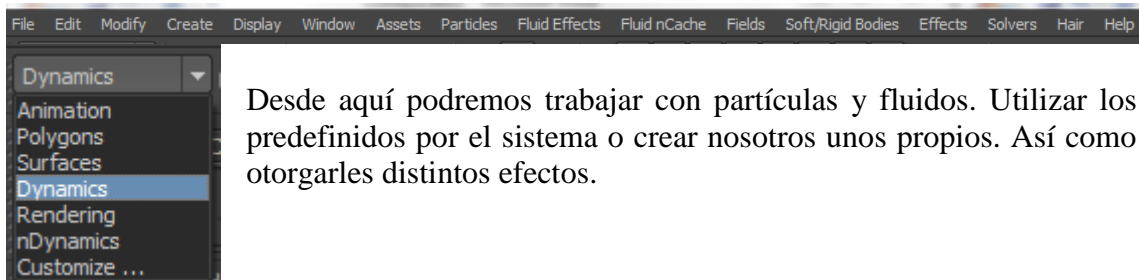 File Edit Modify Create Display Window Assets Particles Fluid Effects Fluid nCache Fields Soft/Rigid Bodies Effects Solvers Hair Help
Dynamics
Animation
Polygons
Surfaces
Dynamics
Rendering
nDynamics
Customize ...
Desde aquí podremos trabajar con partículas y fluidos. Utilizar los
predefinidos por el sistema o crear nosotros unos propios. Así como
otorgarles distintos efectos.